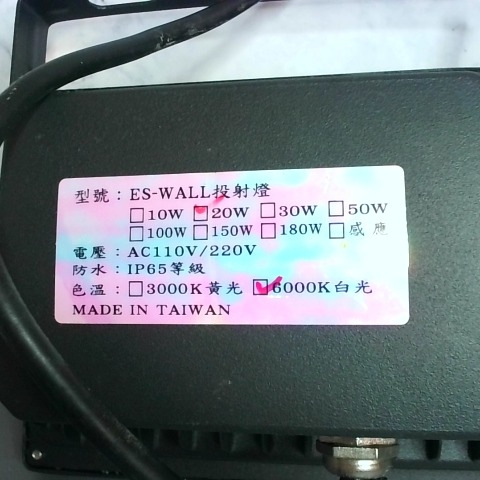 型號：ES-WALL投射燈
□10W ☑20W □30W □50W
□100W □150W □180W □感應
電壓：AC110V/220V
防水：IP65等級
色溫：□3000K黃光 ☑6000K白光
MADE IN TAIWAN